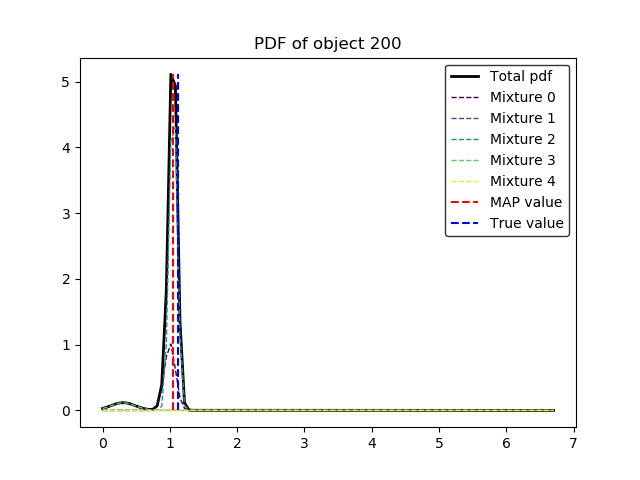 PDF of object 200
Total pdf
Mixture 0
Mixture 1
Mixture 2
Mixture 3
Mixture 4
MAP value
True value
5
4
3
2
1
0
0 1 2 3 4 5 6 7